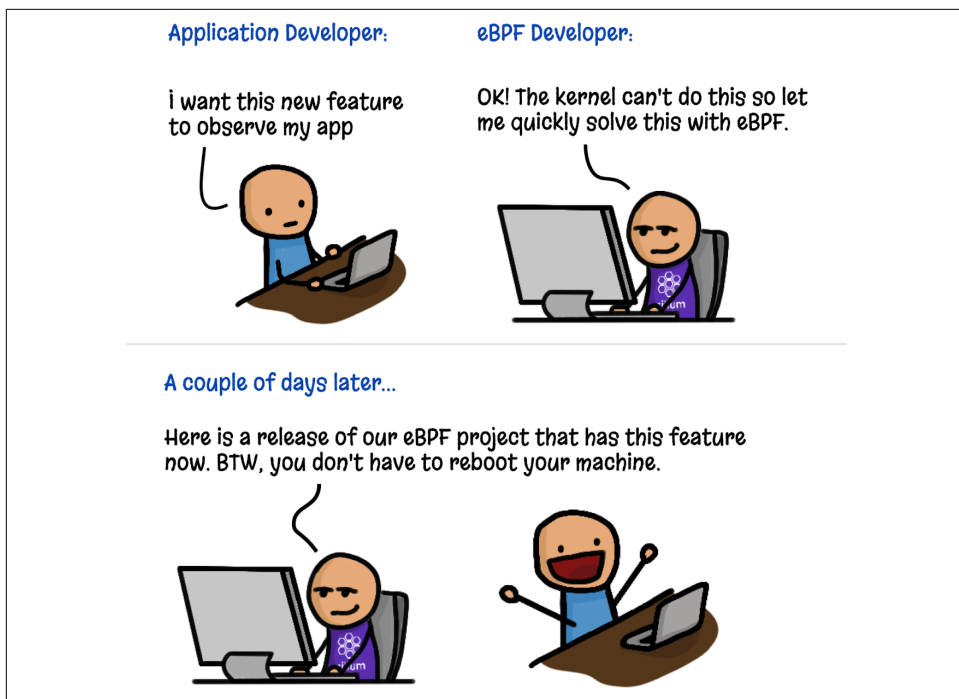 Application Developer:
i want this new feature
to observe my app
eBPF Developer:
OK! The kernel can't do this so let
me quickly solve this with eBPF.
A couple of days later...
Here is a release of our eBPF project that has this feature
now. BTW, you don't have to reboot your machine.